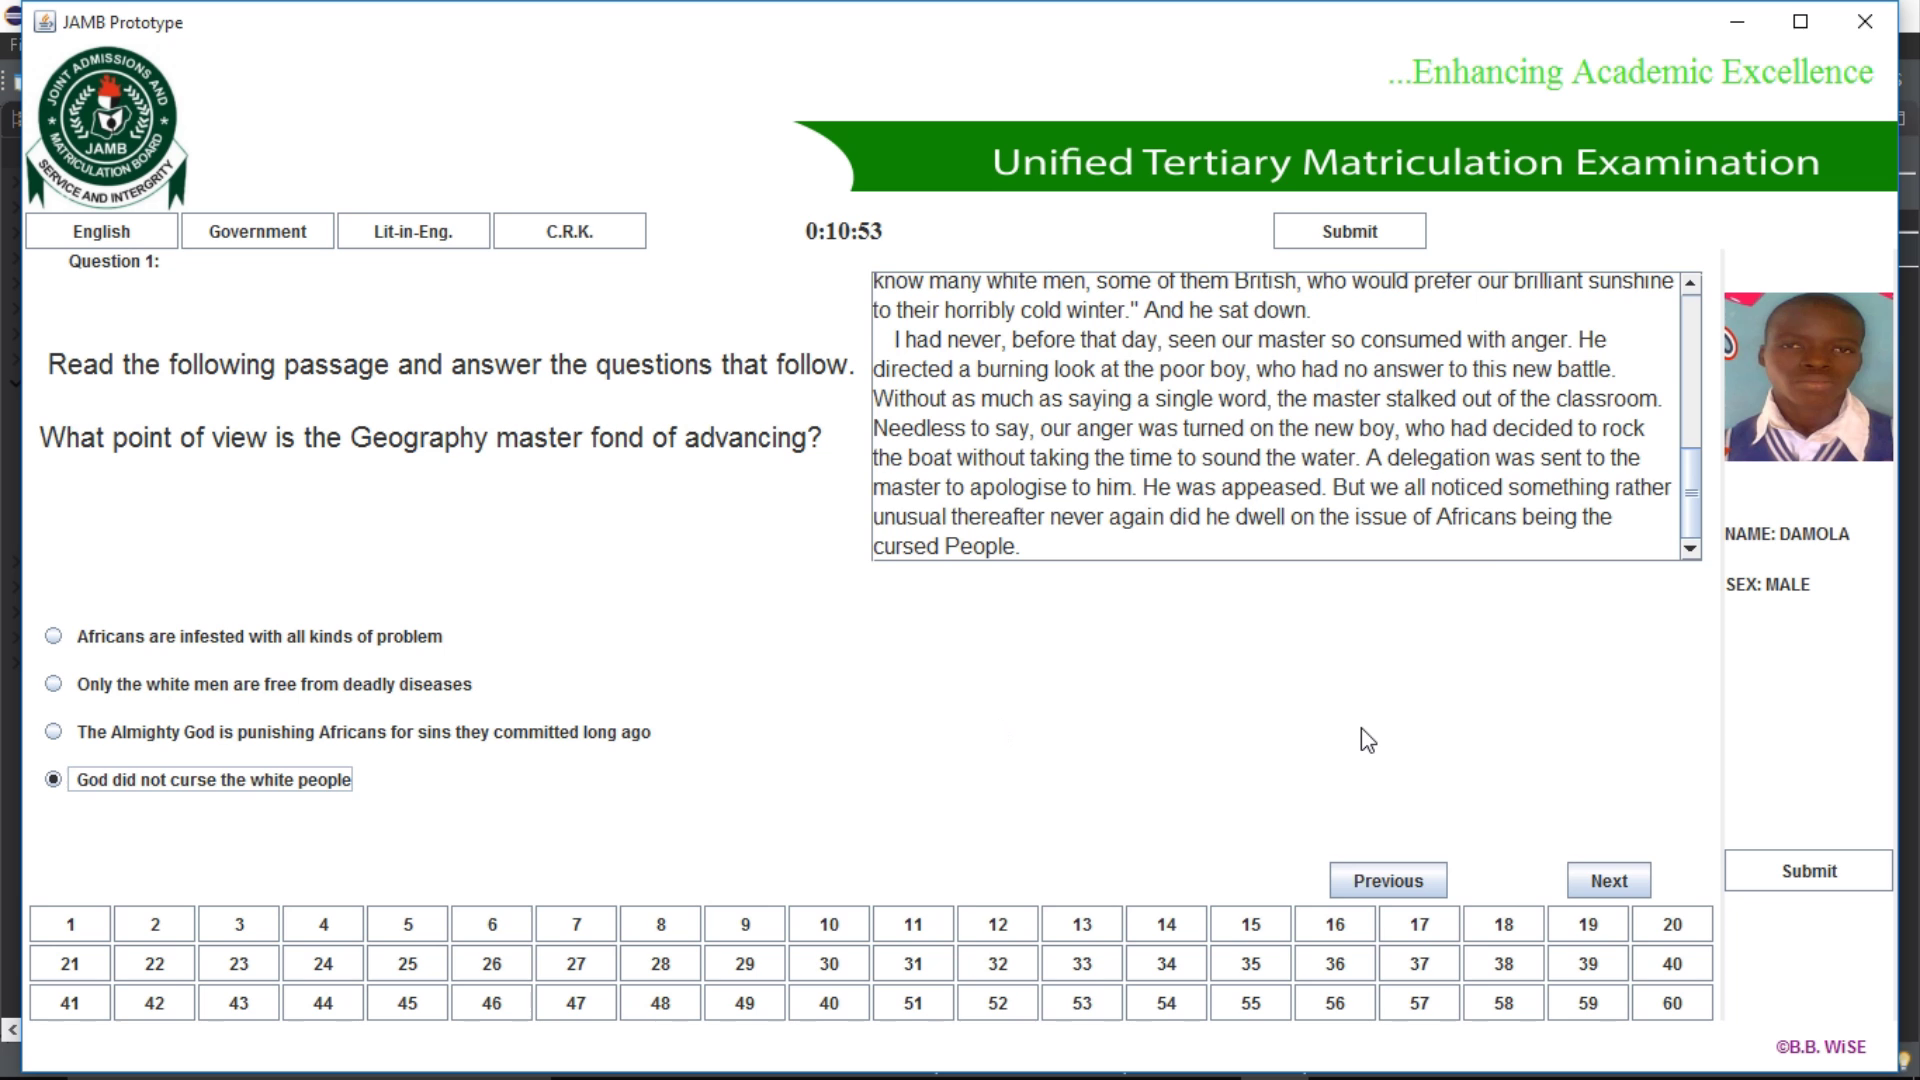 JAMB Prototype
JOINT ADMISSIONS AND
MATRICULATION BOARD
JAMB
SERVICE AND INTERGRITY
...Enhancing Academic Excellence
Unified Tertiary Matriculation Examination
English Government Lit-in-Eng. C.R.K. 0:10:53 Submit
Question 1:
Read the following passage and answer the questions that follow.
What point of view is the Geography master fond of advancing?
know many white men, some of them British, who would prefer our brilliant sunshine
to their horribly cold winter." And he sat down.
I had never, before that day, seen our master so consumed with anger. He
directed a burning look at the poor boy, who had no answer to this new battle.
Without as much as saying a single word, the master stalked out of the classroom.
Needless to say, our anger was turned on the new boy, who had decided to rock
the boat without taking the time to sound the water. A delegation was sent to the
master to apologise to him. He was appeased. But we all noticed something rather
unusual thereafter never again did he dwell on the issue of Africans being the
cursed People.
NAME: DAMOLA
SEX: MALE
Africans are infested with all kinds of problem
Only the white men are free from deadly diseases
The Almighty God is punishing Africans for sins they committed long ago
God did not curse the white people
Previous Next
Submit
1 2 3 4 5 6 7 8 9 10 11 12 13 14 15 16 17 18 19 20
21 22 23 24 25 26 27 28 29 30 31 32 33 34 35 36 37 38 39 40
41 42 43 44 45 46 47 48 49 40 51 52 53 54 55 56 57 58 59 60
©B.B. WiSE